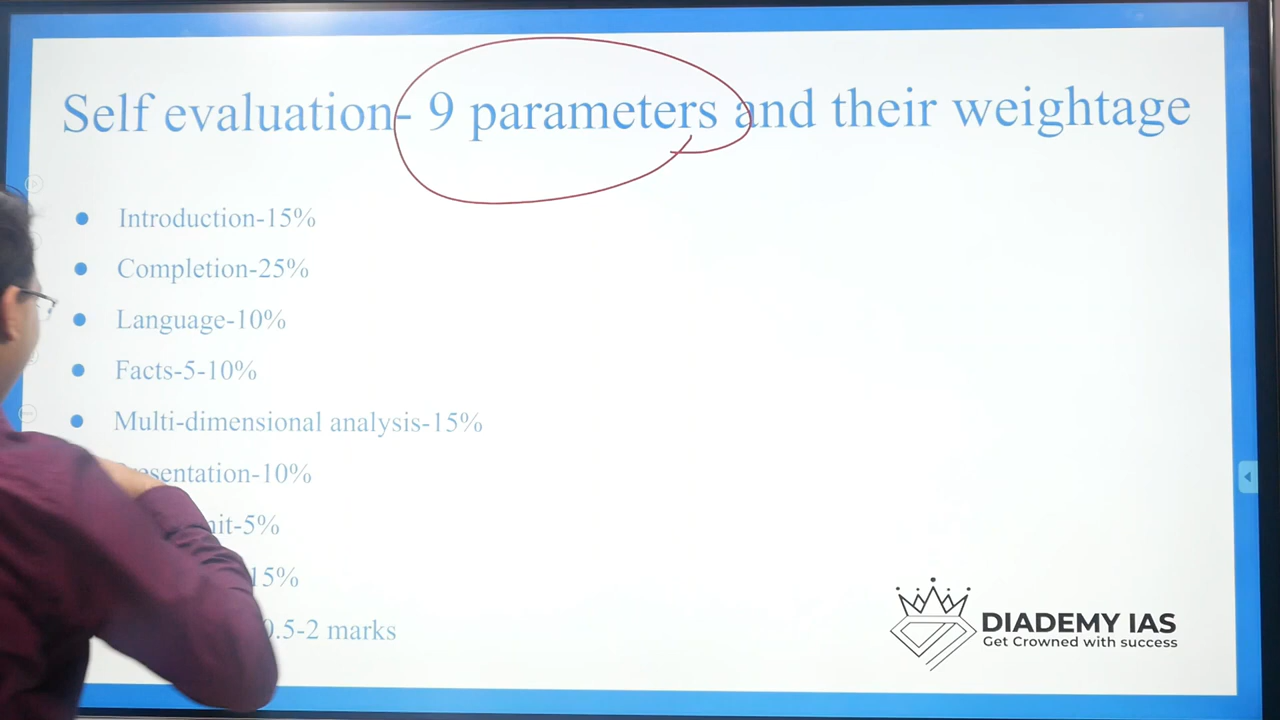 Self evaluation- 9 parameters and their weightage
Introduction-15%
Completion-25%
Language-10%
Facts-5-10%
Multi-dimensional analysis-15%
esentation-10%
it-5%
15%
0.5-2 marks
DIADEMY IAS
Get Crowned with success